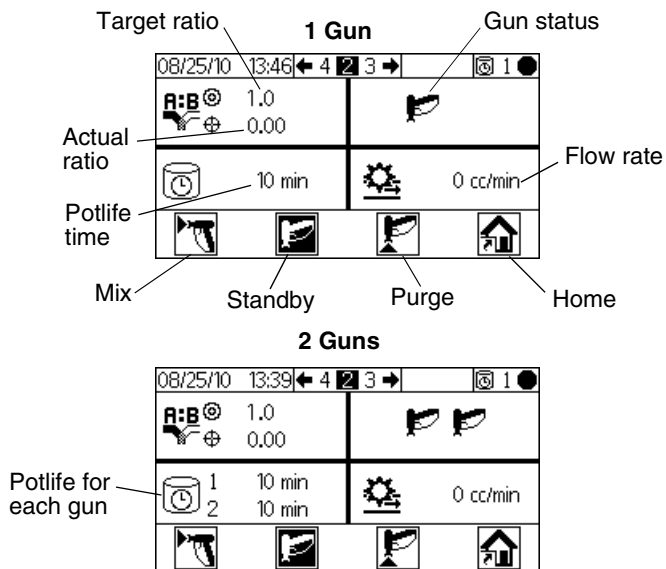 Target ratio
1 Gun
Gun status
08/25/10 13:46 4 2 3 1
A:B 1.0
0.00
Actual
ratio
10 min
0 cc/min
Flow rate
Potlife
time
Mix
Standby
Purge
Home
2 Guns
08/25/10 13:39 4 2 3 1
A:B 1.0
0.00
Potlife for
each gun
1 10 min
2 10 min
0 cc/min